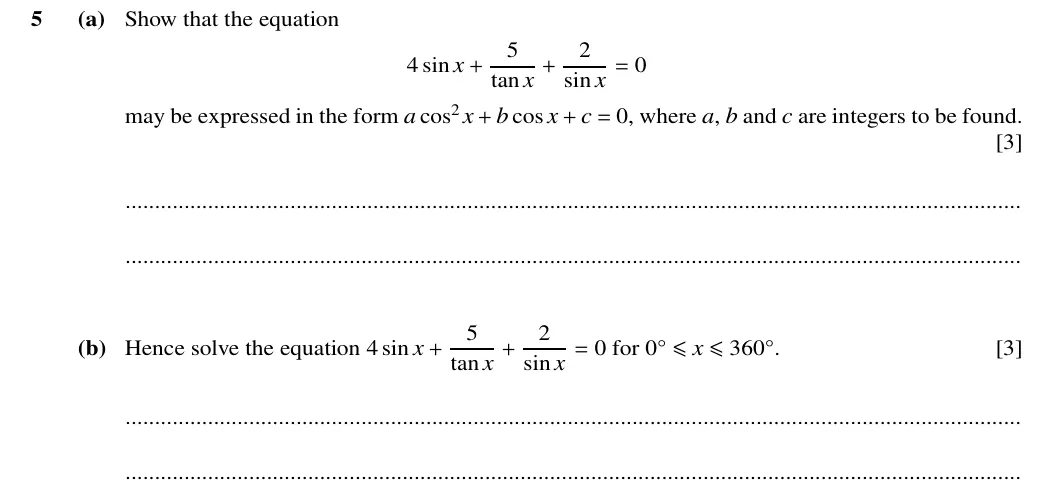 5 (a) Show that the equation
4 sin x + 5/tan x + 2/sin x = 0
may be expressed in the form a cos² x + b cos x + c = 0, where a, b and c are integers to be found.
[3]
(b) Hence solve the equation 4 sin x + 5/tan x + 2/sin x = 0 for 0° ⩽ x ⩽ 360°. [3]